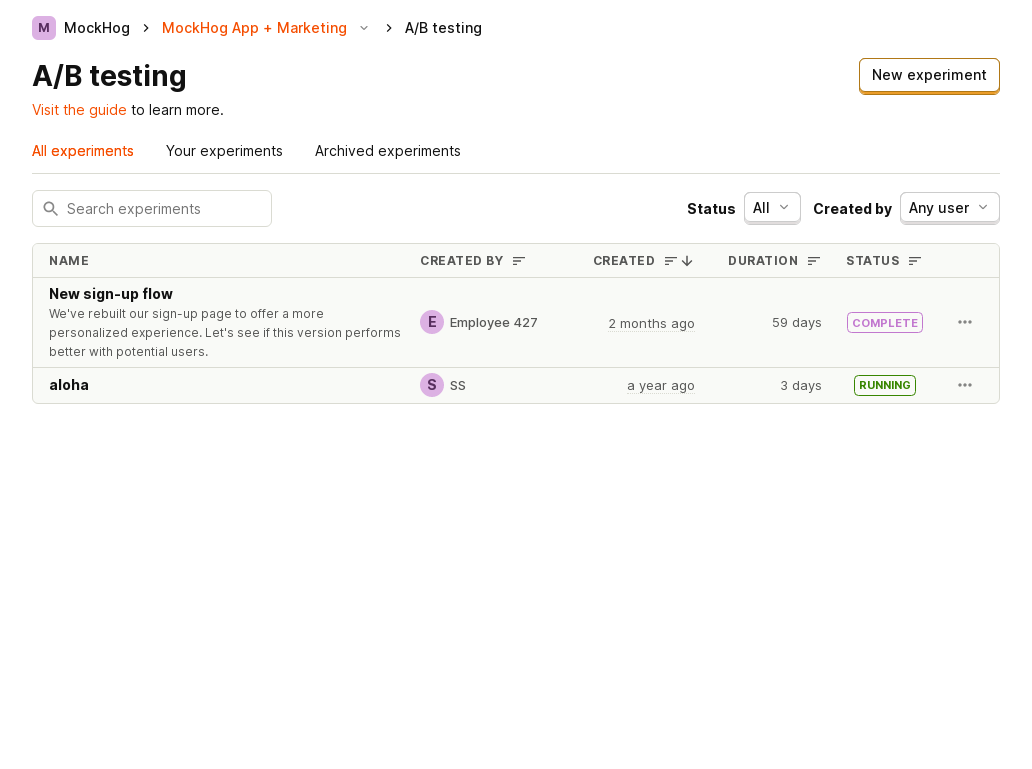 M MockHog MockHog App + Marketing A/B testing
A/B testing
New experiment
Visit the guide to learn more.
All experiments Your experiments Archived experiments
Search experiments
Status All Created by Any user
NAME CREATED BY CREATED DURATION STATUS
New sign-up flow
We've rebuilt our sign-up page to offer a more
personalized experience. Let's see if this version performs
better with potential users.
E Employee 427 2 months ago 59 days COMPLETE
aloha S SS a year ago 3 days RUNNING